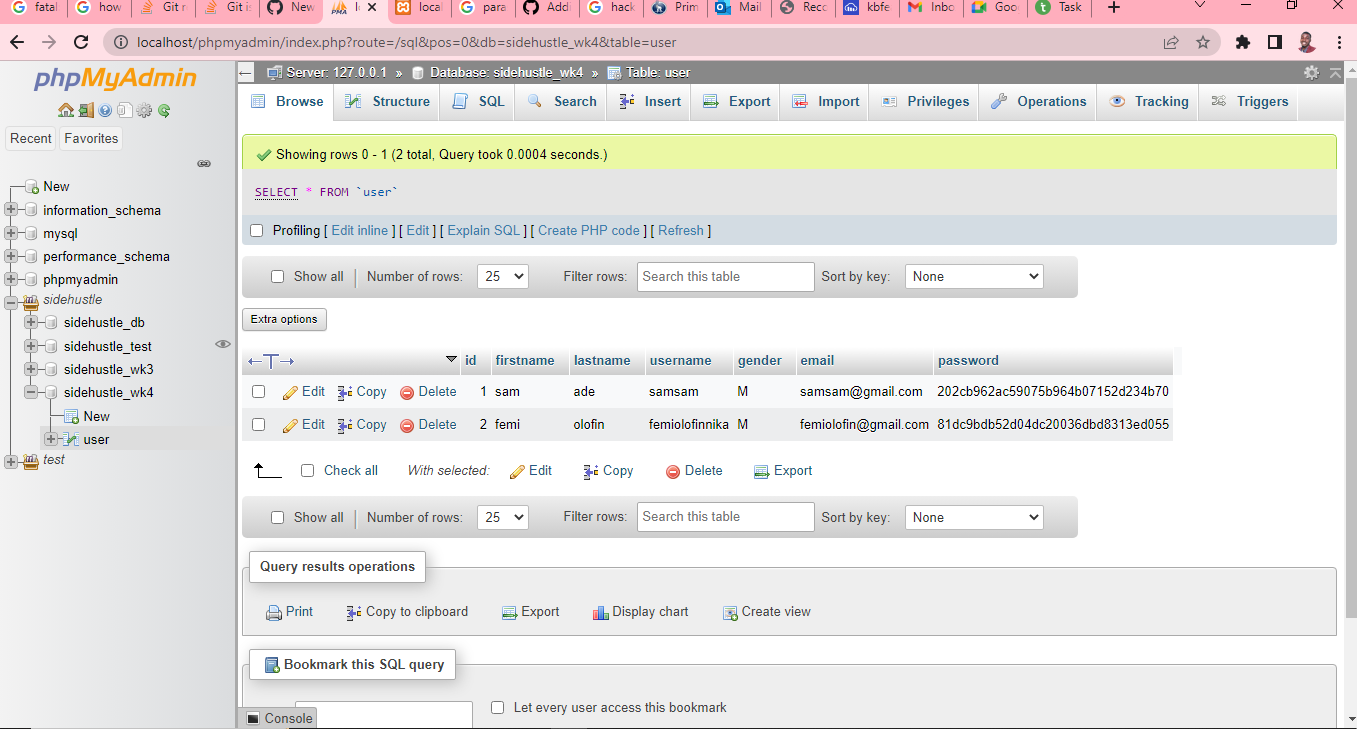 fatal how Git r Git is New l local para Addi hack Prim Mail Recc kbfe Inbo Goo Task
localhost/phpmyadmin/index.php?route=/sql&pos=0&db=sidehustle_wk4&table=user
phpMyAdmin
Recent Favorites
New
information_schema
mysql
performance_schema
phpmyadmin
sidehustle
sidehustle_db
sidehustle_test
sidehustle_wk3
sidehustle_wk4
New
user
test
Server: 127.0.0.1 » Database: sidehustle_wk4 » Table: user
Browse Structure SQL Search Insert Export Import Privileges Operations Tracking Triggers
Showing rows 0 - 1 (2 total, Query took 0.0004 seconds.)
SELECT * FROM `user`
Profiling [ Edit inline ] [ Edit ] [ Explain SQL ] [ Create PHP code ] [ Refresh ]
Show all | Number of rows: 25 Filter rows: Search this table Sort by key: None
Extra options
←T→ id firstname lastname username gender email password
Edit Copy Delete 1 sam ade samsam M samsam@gmail.com 202cb962ac59075b964b07152d234b70
Edit Copy Delete 2 femi olofin femiolofinnika M femiolofin@gmail.com 81dc9bdb52d04dc20036dbd8313ed055
Check all With selected: Edit Copy Delete Export
Show all | Number of rows: 25 Filter rows: Search this table Sort by key: None
Query results operations
Print Copy to clipboard Export Display chart Create view
Bookmark this SQL query
Let every user access this bookmark
Console